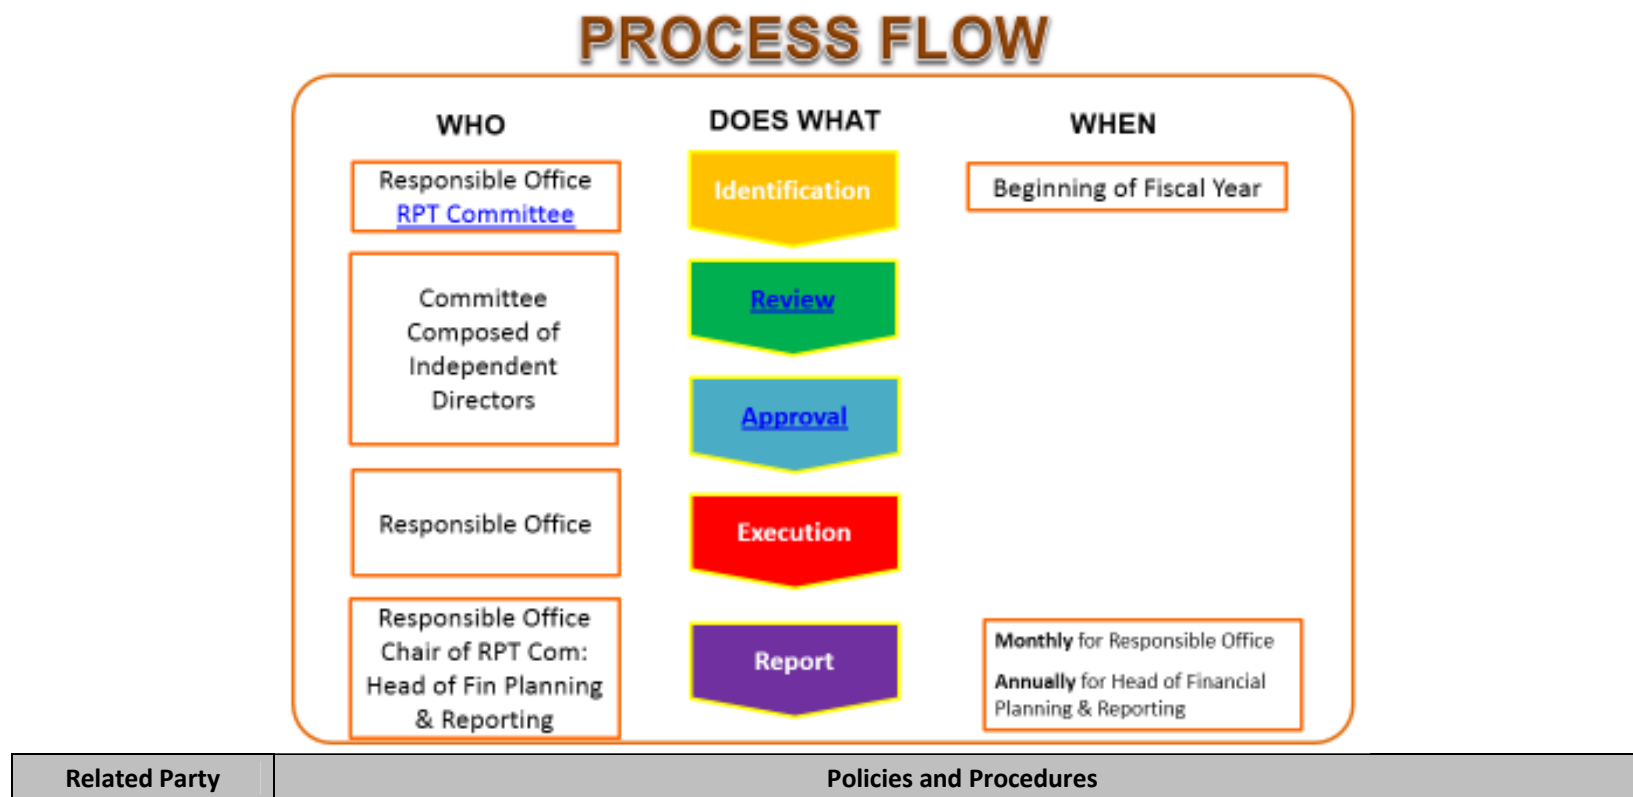 PROCESS FLOW
WHO
DOES WHAT
WHEN
Responsible Office
RPT Committee
Identification
Beginning of Fiscal Year
Committee
Composed of
Independent
Directors
Review
Approval
Responsible Office
Execution
Responsible Office
Chair of RPT Com:
Head of Fin Planning
& Reporting
Report
Monthly for Responsible Office
Annually for Head of Financial
Planning & Reporting
Related Party
Policies and Procedures